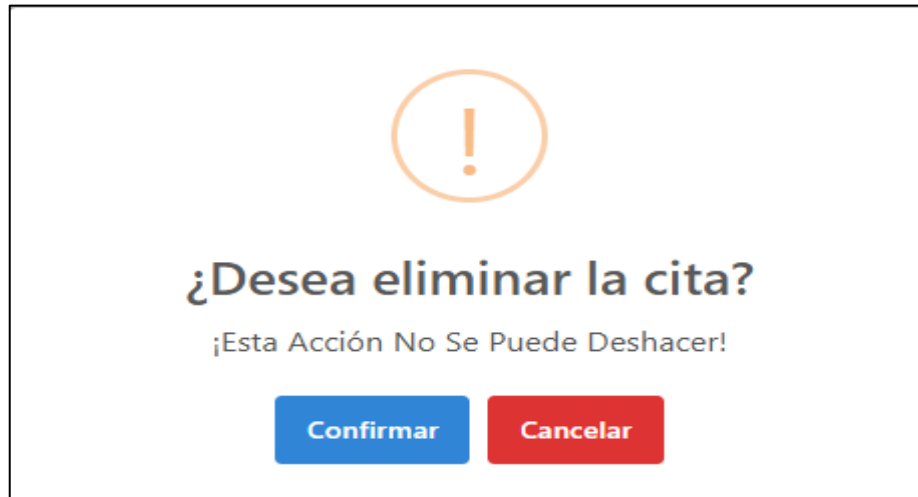 ¿Desea eliminar la cita?
¡Esta Acción No Se Puede Deshacer!
Confirmar
Cancelar